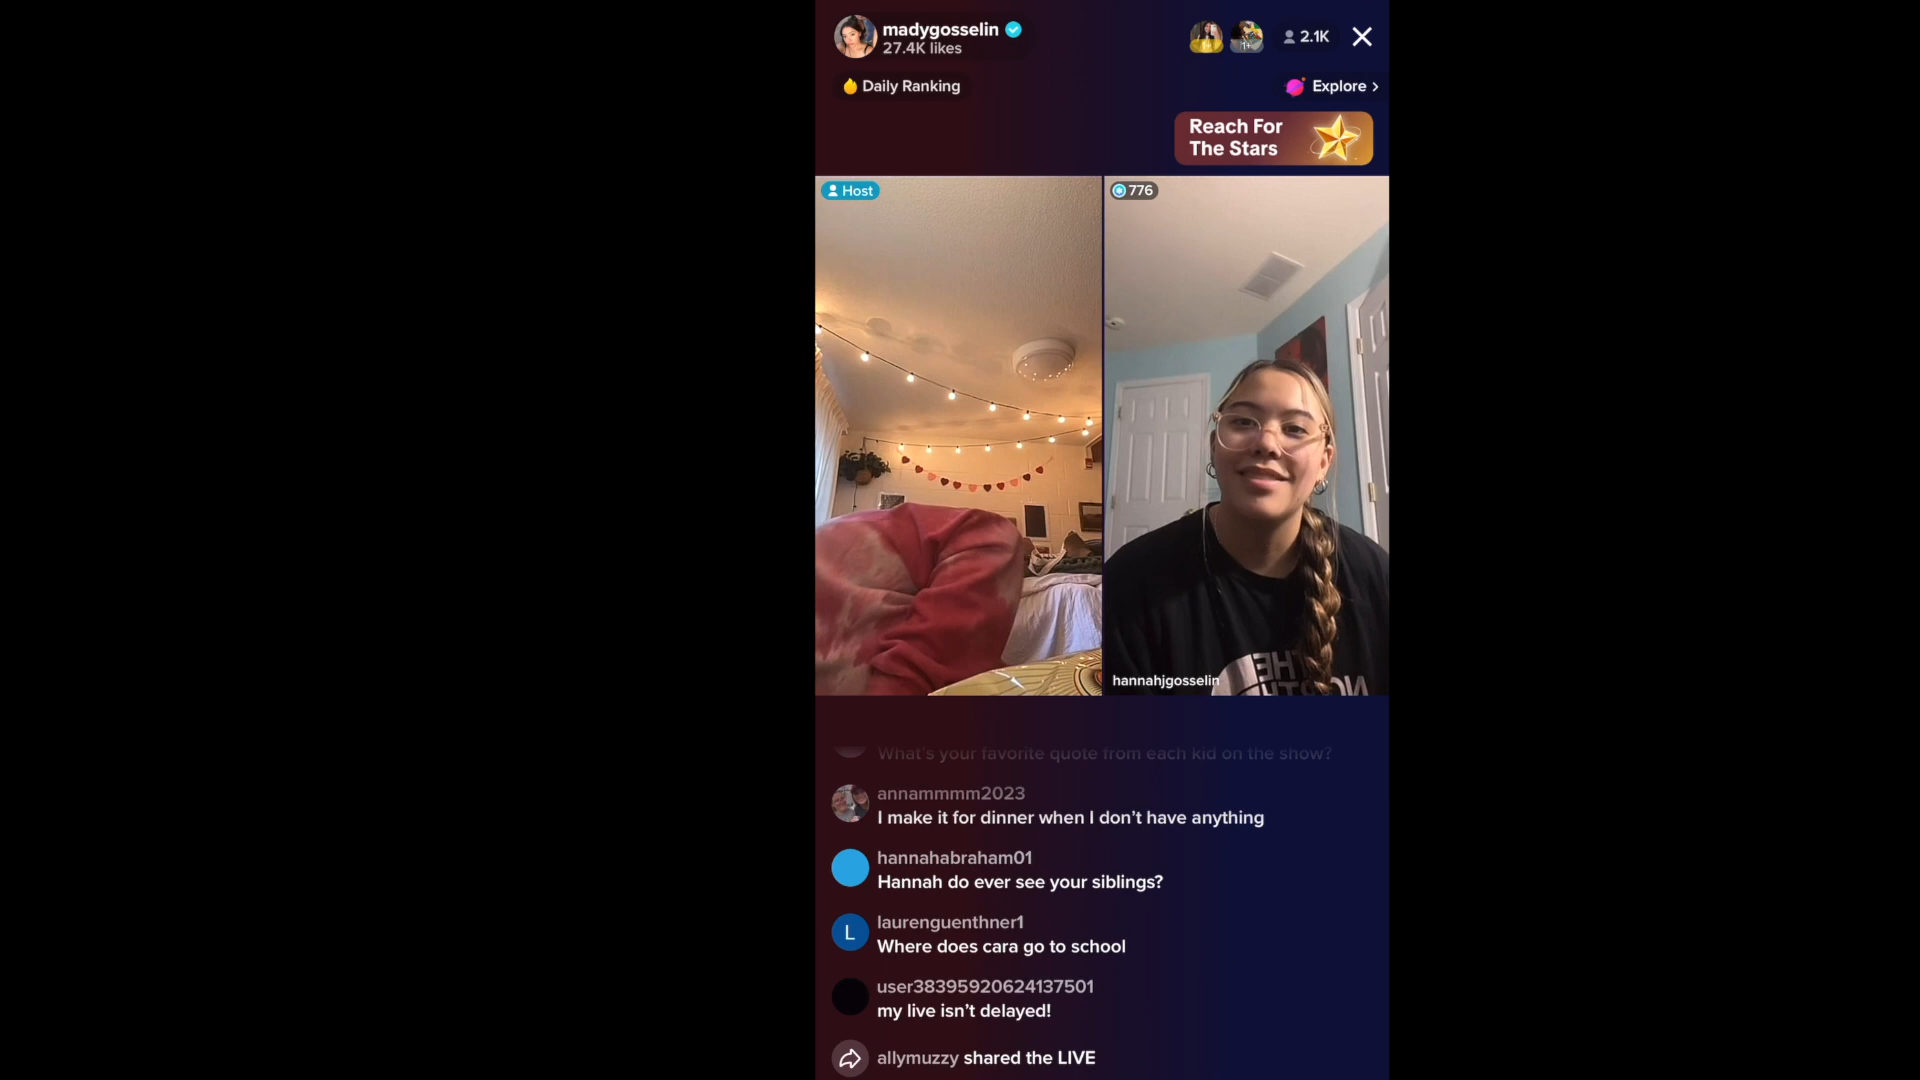 madygosselin
27.4K likes
2.1K
Daily Ranking
Explore >
Reach For
The Stars
Host
776
THE
NORTH
hannahjgosselin
What's your favorite quote from each kid on the show?
annammmm2023
I make it for dinner when I don't have anything
hannahabraham01
Hannah do ever see your siblings?
L
laurenguenthner1
Where does cara go to school
user38395920624137501
my live isn't delayed!
allymuzzy shared the LIVE